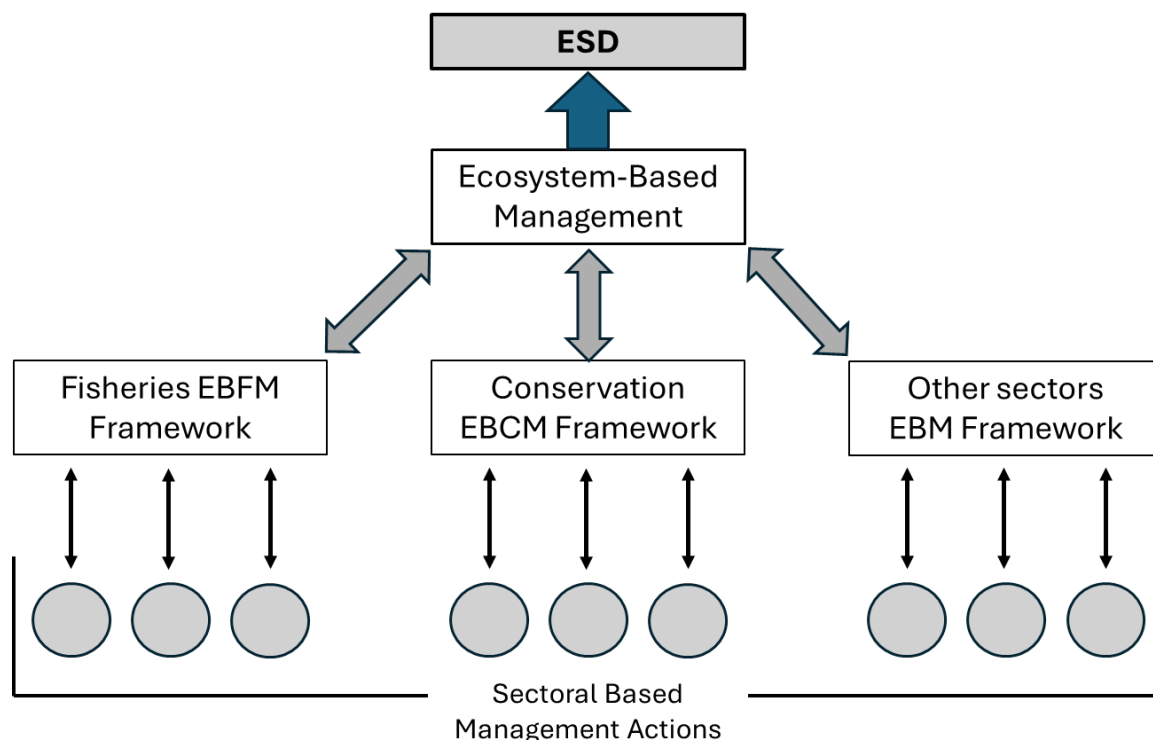 ESD
Ecosystem-Based
Management
Fisheries EBFM
Framework
Conservation
EBCM Framework
Other sectors
EBM Framework
Sectoral Based
Management Actions